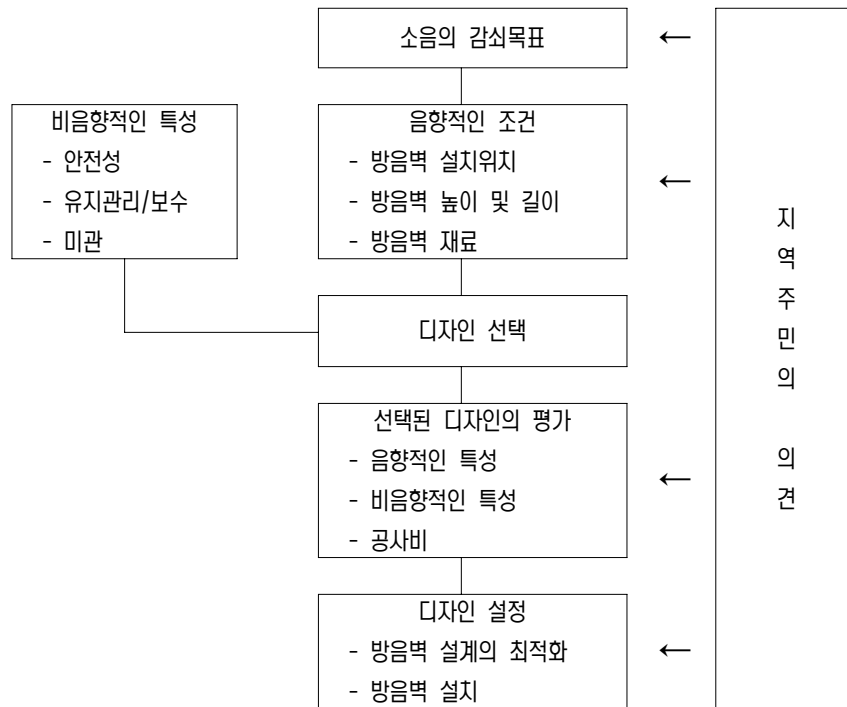 소음의 감쇠목표
←
비음향적인 특성
- 안전성
- 유지관리/보수
- 미관
음향적인 조건
- 방음벽 설치위치
- 방음벽 높이 및 길이
- 방음벽 재료
←
디자인 선택
선택된 디자인의 평가
- 음향적인 특성
- 비음향적인 특성
- 공사비
←
디자인 설정
- 방음벽 설계의 최적화
- 방음벽 설치
←
지역주민의 의견